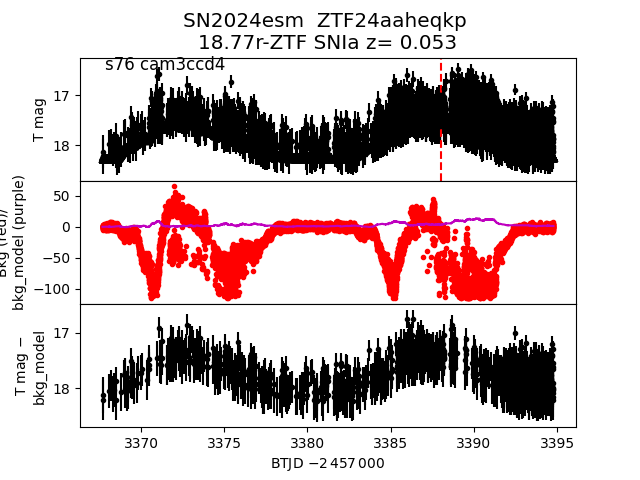 SN2024esm  ZTF24aaheqkp
18.77r-ZTF SNIa z= 0.053
s76 cam3ccd4
17
18
T mag
50
0
−50
−100
Bkg (red)/
bkg_model (purple)
17
18
T mag −
bkg_model
3370 3375 3380 3385 3390 3395
BTJD −2 457 000